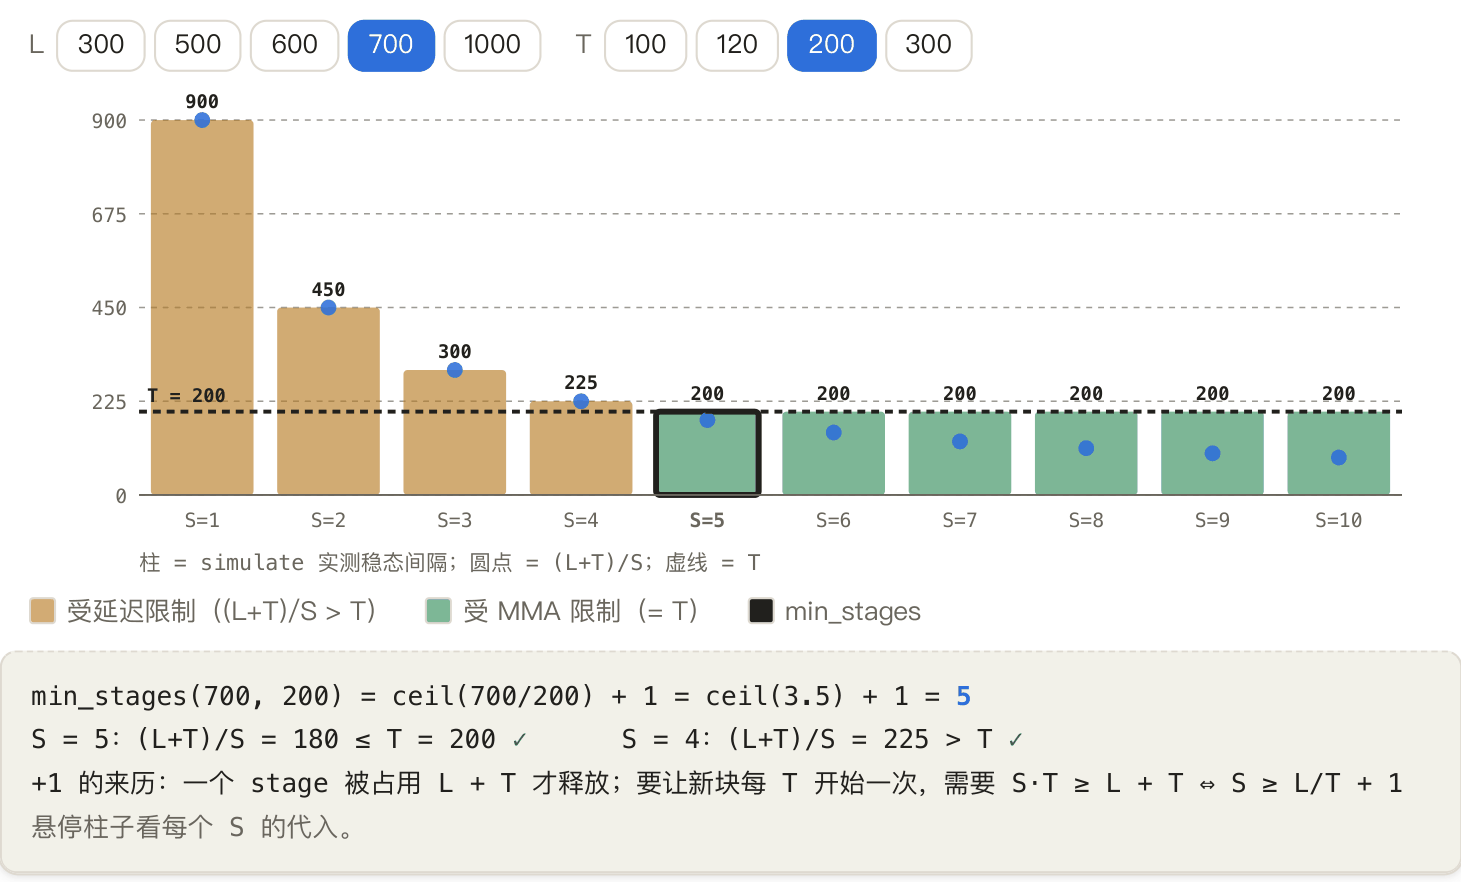 L 300 500 600 700 1000 T 100 120 200 300
900
900
675
450
450
300
225
T = 200
225
200 200 200 200 200 200
0
S=1 S=2 S=3 S=4 S=5 S=6 S=7 S=8 S=9 S=10
柱 = simulate 实测稳态间隔；圆点 = (L+T)/S；虚线 = T
受延迟限制（(L+T)/S > T） 受 MMA 限制（= T） min_stages
min_stages(700, 200) = ceil(700/200) + 1 = ceil(3.5) + 1 = 5
S = 5：(L+T)/S = 180 ≤ T = 200 ✓ S = 4：(L+T)/S = 225 > T ✓
+1 的来历：一个 stage 被占用 L + T 才释放；要让新块每 T 开始一次，需要 S·T ≥ L + T ⇔ S ≥ L/T + 1
悬停柱子看每个 S 的代入。